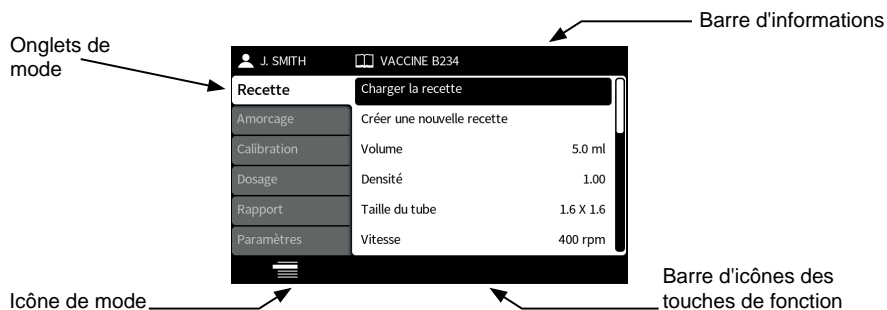 Barre d'informations
Onglets de
mode
J. SMITH VACCINE B234
Recette
Amorcage
Calibration
Dosage
Rapport
Paramètres
Charger la recette
Créer une nouvelle recette
Volume 5.0 ml
Densité 1.00
Taille du tube 1.6 X 1.6
Vitesse 400 rpm
Icône de mode
Barre d'icônes des
touches de fonction